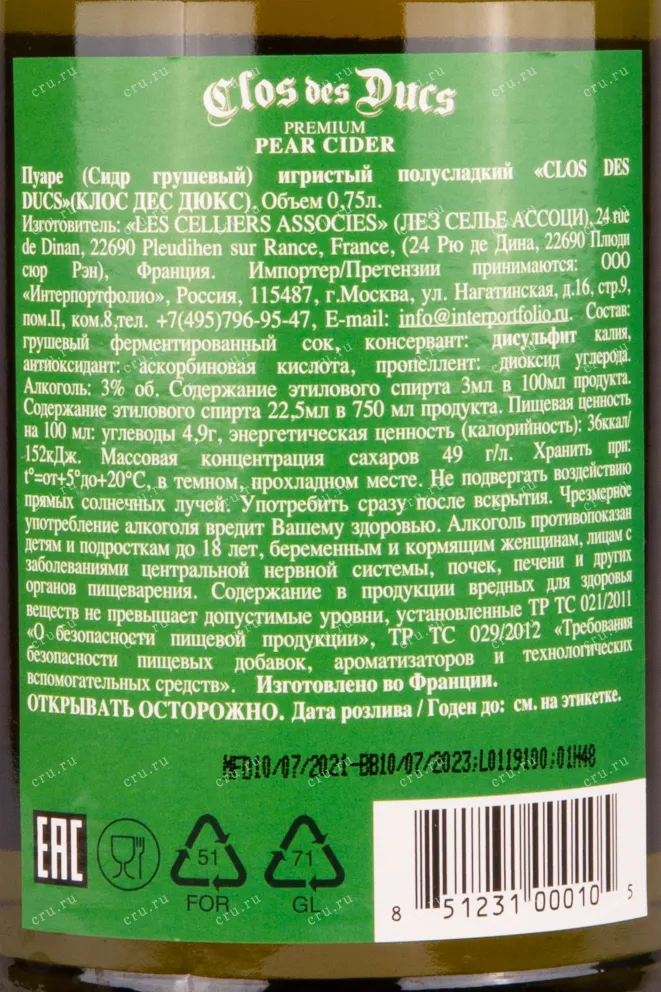 Clos des Ducs
PREMIUM
PEAR CIDER
Пуаре (Сидр грушевый) игристый полусладкий «CLOS DES
DUCS»(КЛОС ДЕС ДЮКС). Объем 0,75л.
Изготовитель: «LES CELLIERS ASSOCIES» (ЛЕЗ СЕЛЬЕ АССОЦИ), 24 rue
de Dinan, 22690 Pleudihen sur Rance, France, (24 Рю де Дина, 22690 Плюди
сюр Рэн), Франция. Импортер/Претензии принимаются: ООО
«Интерпортфолио», Россия, 115487, г.Москва, ул. Нагатинская, д.16, стр.9,
пом.II, ком.8,тел. +7(495)796-95-47, E-mail: info@interportfolio.ru. Состав:
грушевый ферментированный сок, консервант: дисульфит калия,
антиоксидант: аскорбиновая кислота, пропеллент: диоксид углерода.
Алкоголь: 3% об. Содержание этилового спирта 3мл в 100мл продукта.
Содержание этилового спирта 22,5мл в 750 мл продукта. Пищевая ценность
на 100 мл: углеводы 4,9г, энергетическая ценность (калорийность): 36ккал/
152кДж. Массовая концентрация сахаров 49 г/л. Хранить при:
t°=от+5°до+20°С, в темном, прохладном месте. Не подвергать воздействию
прямых солнечных лучей. Употребить сразу после вскрытия. Чрезмерное
употребление алкоголя вредит Вашему здоровью. Алкоголь противопоказан
детям и подросткам до 18 лет, беременным и кормящим женщинам, лицам с
заболеваниями центральной нервной системы, почек, печени и других
органов пищеварения. Содержание в продукции вредных для здоровья
веществ не превышает допустимые уровни, установленные ТР ТС 021/2011
«О безопасности пищевой продукции», ТР ТС 029/2012 «Требования
безопасности пищевых добавок, ароматизаторов и технологических
вспомогательных средств». Изготовлено во Франции.
ОТКРЫВАТЬ ОСТОРОЖНО. Дата розлива / Годен до: см. на этикетке.
MFD10/07/2021-BB10/07/2023;L0119100;01H48
EAC
51
FOR
71
GL
8 51231 00010 5
cru.ru